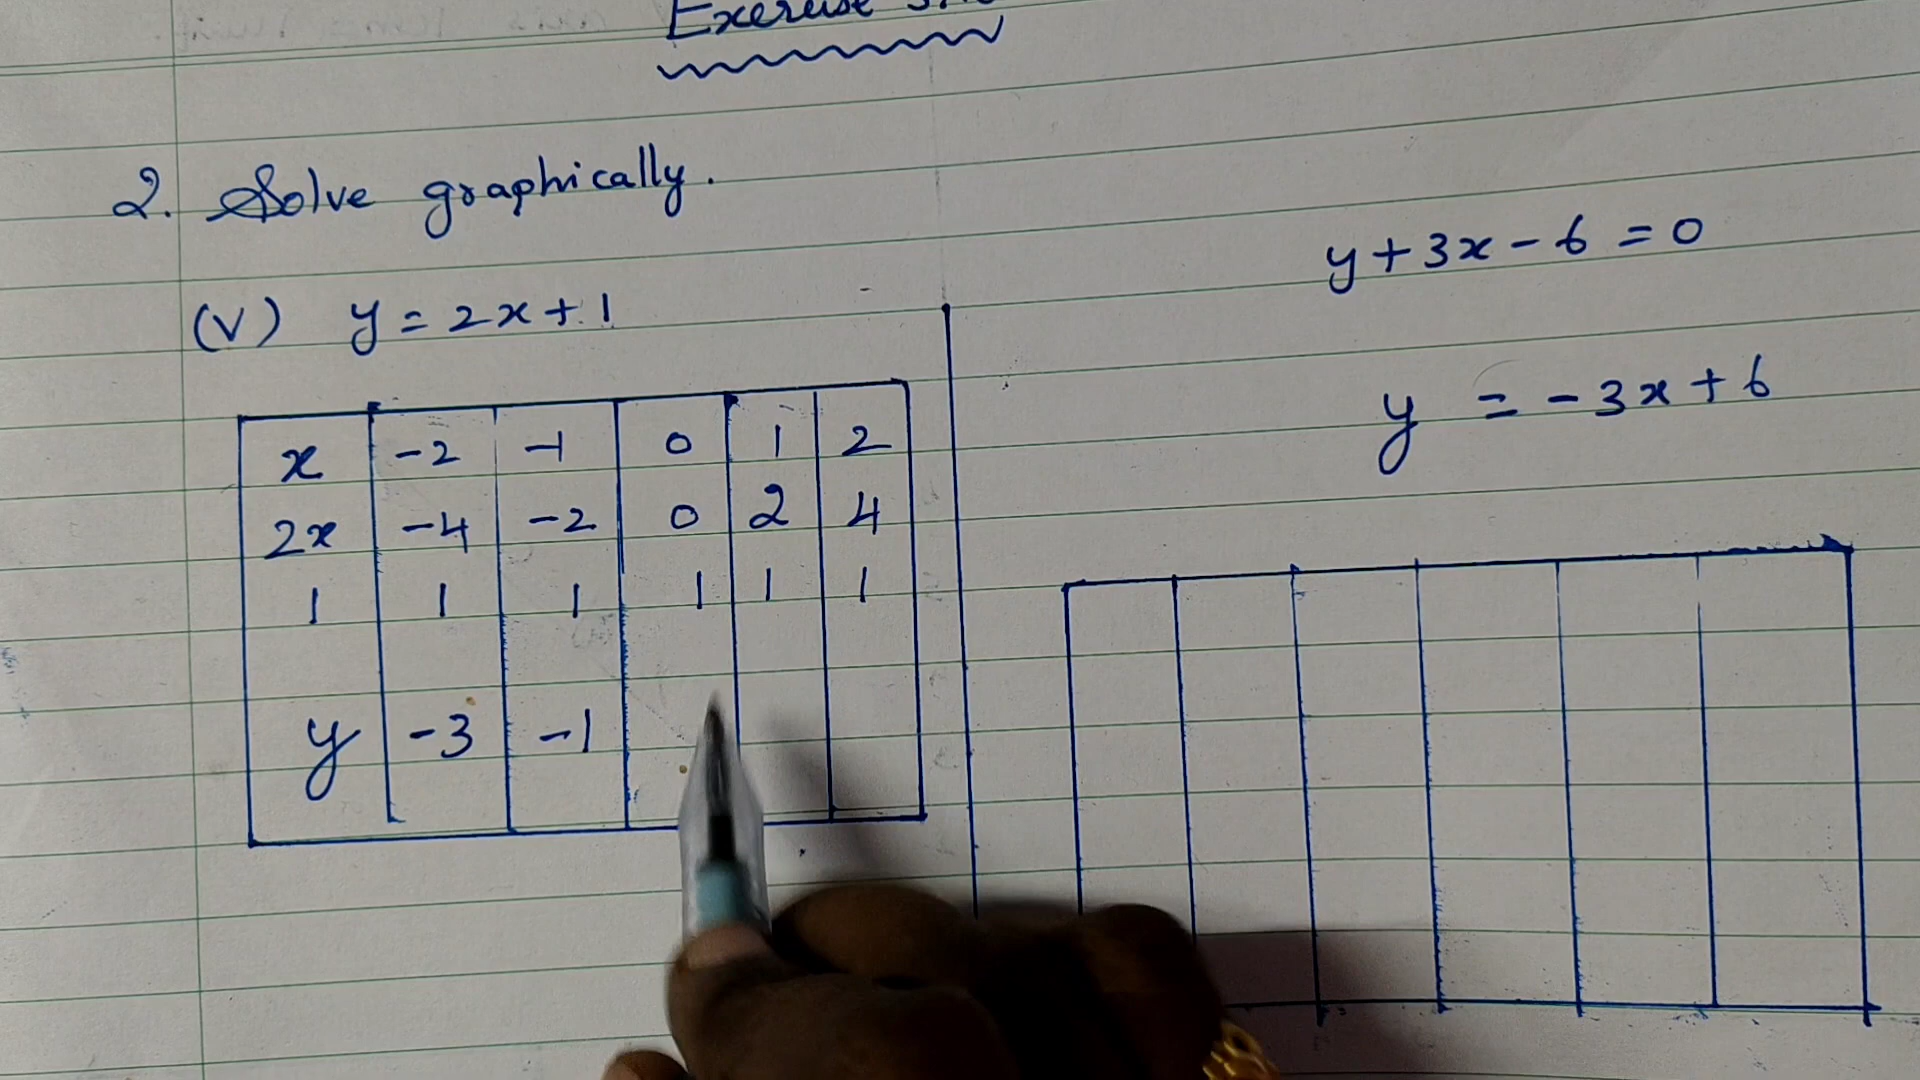 Exercise
2. Solve graphically.
(v) y = 2x + 1
x -2 -1 0 1 2
2x -4 -2 0 2 4
1 1 1 1 1 1
y -3 -1
y + 3x - 6 = 0
y = -3x + 6